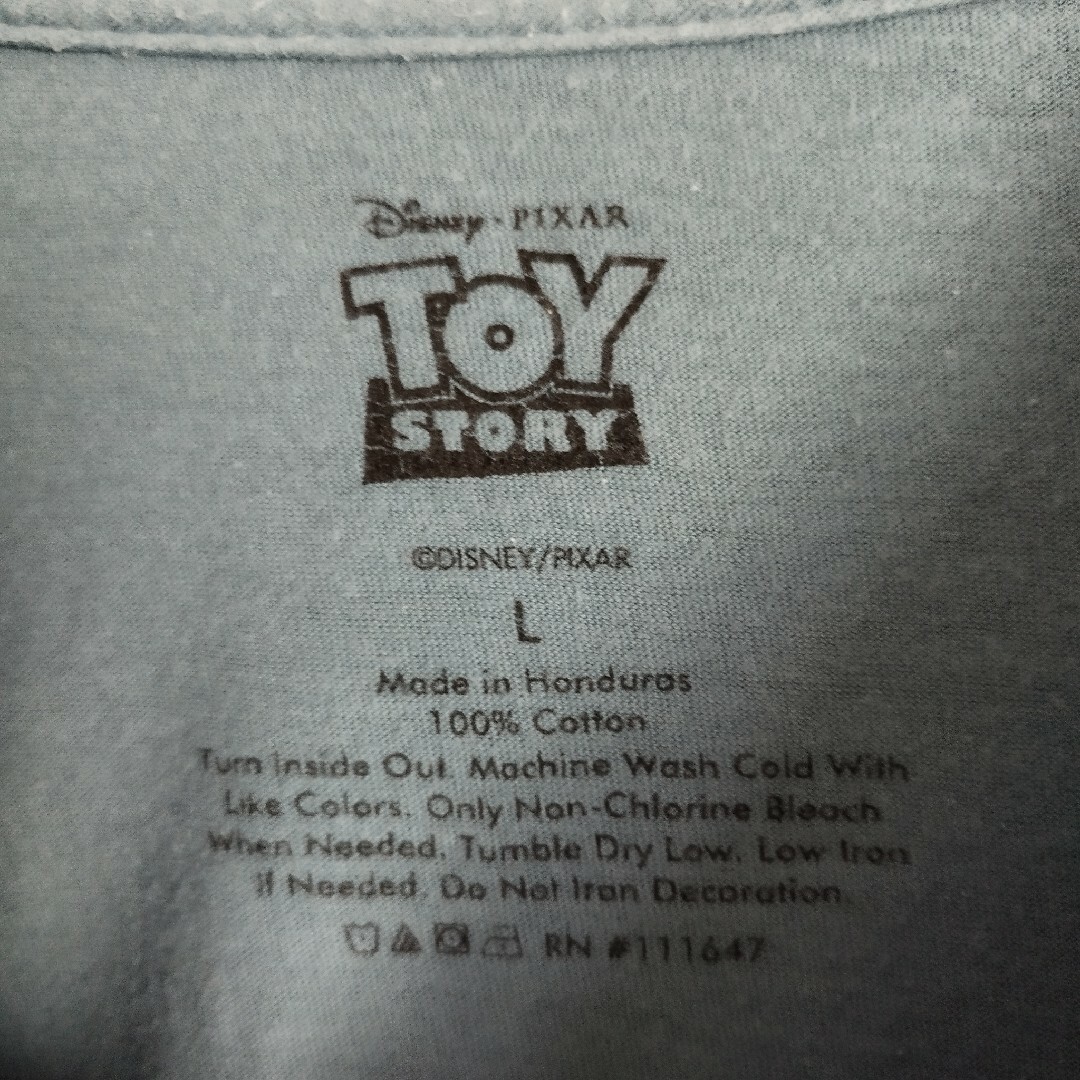 Disney · PIXAR
TOY
STORY
©DISNEY/PIXAR
L
Made in Honduras
100% Cotton
Turn Inside Out. Machine Wash Cold With
Like Colors. Only Non-Chlorine Bleach
When Needed. Tumble Dry Low. Low Iron
If Needed. Do Not Iron Decoration.
RN #111647